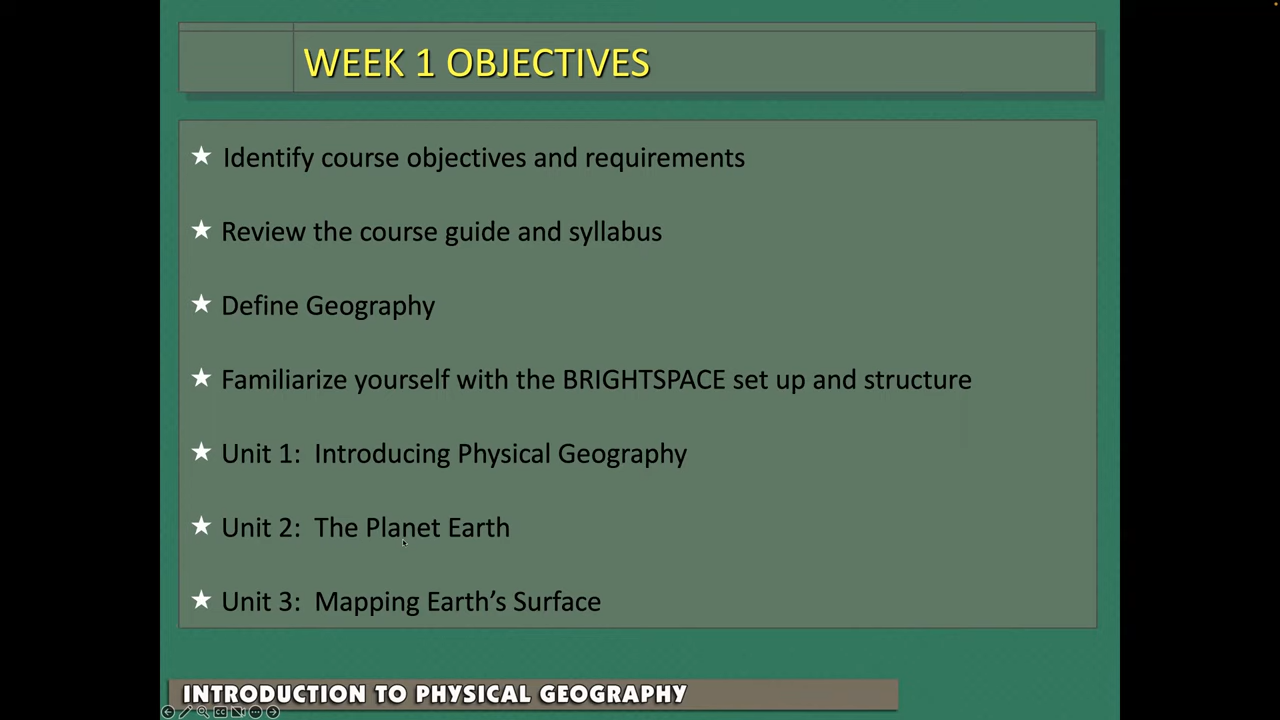 WEEK 1 OBJECTIVES
Identify course objectives and requirements
Review the course guide and syllabus
Define Geography
Familiarize yourself with the BRIGHTSPACE set up and structure
Unit 1: Introducing Physical Geography
Unit 2: The Planet Earth
Unit 3: Mapping Earth’s Surface
INTRODUCTION TO PHYSICAL GEOGRAPHY